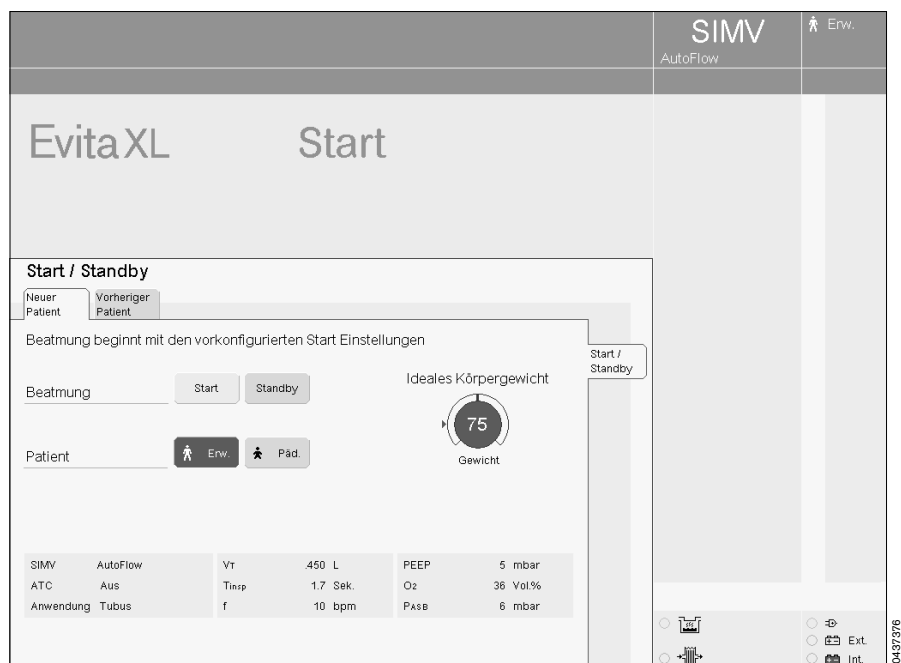 SIMV
Erw.
AutoFlow
Evita XL
Start
Start / Standby
Neuer
Patient
Vorheriger
Patient
Beatmung beginnt mit den vorkonfigurierten Start Einstellungen
Start /
Standby
Beatmung
Start
Standby
Ideales Körpergewicht
75
Gewicht
Patient
Erw.
Päd.
SIMV AutoFlow VT .450 L PEEP 5 mbar
ATC Aus Tinsp 1.7 Sek. O2 36 Vol.%
Anwendung Tubus f 10 bpm PASB 6 mbar
Ext.
Int.
0437376